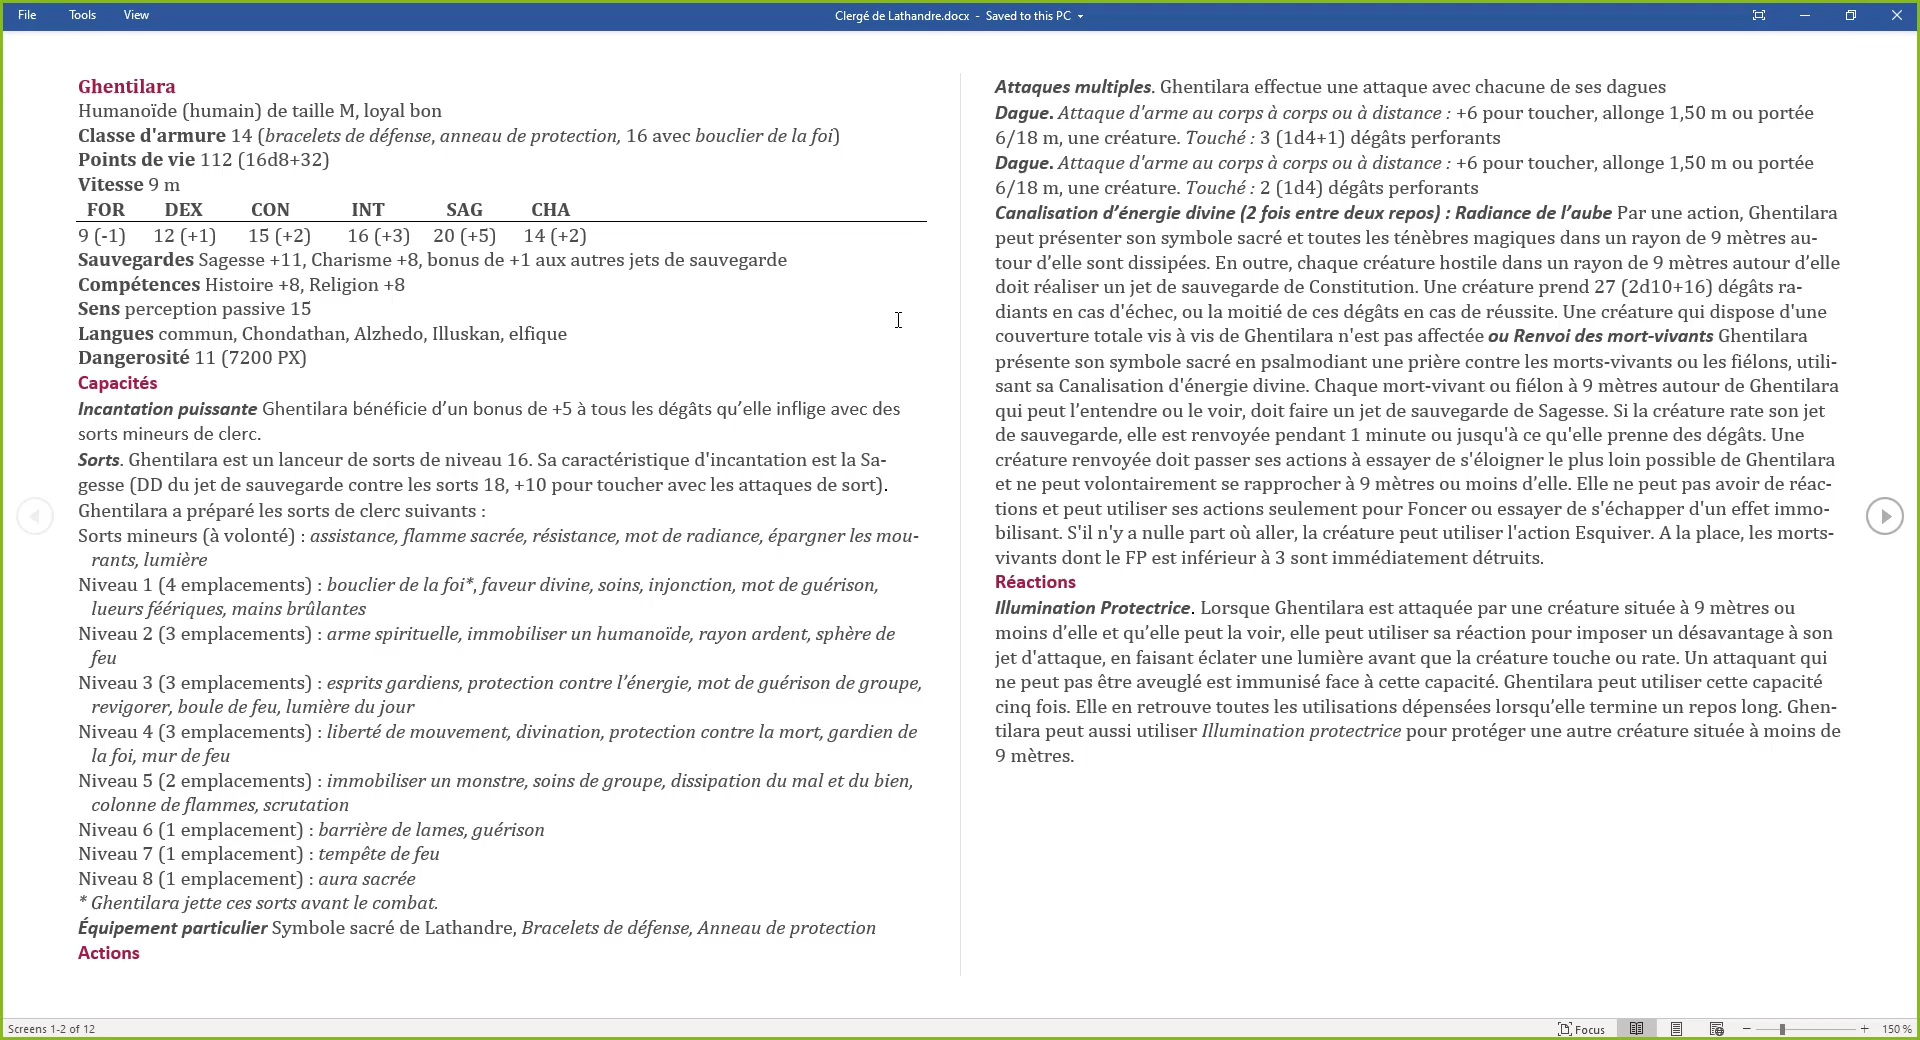 File Tools View
Clergé de Lathandre.docx - Saved to this PC
Ghentilara
Humanoïde (humain) de taille M, loyal bon
Classe d'armure 14 (bracelets de défense, anneau de protection, 16 avec bouclier de la foi)
Points de vie 112 (16d8+32)
Vitesse 9 m
FOR DEX CON INT SAG CHA
9 (-1) 12 (+1) 15 (+2) 16 (+3) 20 (+5) 14 (+2)
Sauvegardes Sagesse +11, Charisme +8, bonus de +1 aux autres jets de sauvegarde
Compétences Histoire +8, Religion +8
Sens perception passive 15
Langues commun, Chondathan, Alzhedo, Illuskan, elfique
Dangerosité 11 (7200 PX)
Capacités
Incantation puissante Ghentilara bénéficie d’un bonus de +5 à tous les dégâts qu’elle inflige avec des
sorts mineurs de clerc.
Sorts. Ghentilara est un lanceur de sorts de niveau 16. Sa caractéristique d'incantation est la Sa-
gesse (DD du jet de sauvegarde contre les sorts 18, +10 pour toucher avec les attaques de sort).
Ghentilara a préparé les sorts de clerc suivants :
Sorts mineurs (à volonté) : assistance, flamme sacrée, résistance, mot de radiance, épargner les mou-
rants, lumière
Niveau 1 (4 emplacements) : bouclier de la foi*, faveur divine, soins, injonction, mot de guérison,
lueurs féériques, mains brûlantes
Niveau 2 (3 emplacements) : arme spirituelle, immobiliser un humanoïde, rayon ardent, sphère de
feu
Niveau 3 (3 emplacements) : esprits gardiens, protection contre l’énergie, mot de guérison de groupe,
revigorer, boule de feu, lumière du jour
Niveau 4 (3 emplacements) : liberté de mouvement, divination, protection contre la mort, gardien de
la foi, mur de feu
Niveau 5 (2 emplacements) : immobiliser un monstre, soins de groupe, dissipation du mal et du bien,
colonne de flammes, scrutation
Niveau 6 (1 emplacement) : barrière de lames, guérison
Niveau 7 (1 emplacement) : tempête de feu
Niveau 8 (1 emplacement) : aura sacrée
* Ghentilara jette ces sorts avant le combat.
Équipement particulier Symbole sacré de Lathandre, Bracelets de défense, Anneau de protection
Actions
Attaques multiples. Ghentilara effectue une attaque avec chacune de ses dagues
Dague. Attaque d'arme au corps à corps ou à distance : +6 pour toucher, allonge 1,50 m ou portée
6/18 m, une créature. Touché : 3 (1d4+1) dégâts perforants
Dague. Attaque d'arme au corps à corps ou à distance : +6 pour toucher, allonge 1,50 m ou portée
6/18 m, une créature. Touché : 2 (1d4) dégâts perforants
Canalisation d’énergie divine (2 fois entre deux repos) : Radiance de l’aube Par une action, Ghentilara
peut présenter son symbole sacré et toutes les ténèbres magiques dans un rayon de 9 mètres au-
tour d’elle sont dissipées. En outre, chaque créature hostile dans un rayon de 9 mètres autour d’elle
doit réaliser un jet de sauvegarde de Constitution. Une créature prend 27 (2d10+16) dégâts ra-
diants en cas d'échec, ou la moitié de ces dégâts en cas de réussite. Une créature qui dispose d'une
couverture totale vis à vis de Ghentilara n'est pas affectée ou Renvoi des mort-vivants Ghentilara
présente son symbole sacré en psalmodiant une prière contre les morts-vivants ou les fiélons, utili-
sant sa Canalisation d'énergie divine. Chaque mort-vivant ou fiélon à 9 mètres autour de Ghentilara
qui peut l’entendre ou le voir, doit faire un jet de sauvegarde de Sagesse. Si la créature rate son jet
de sauvegarde, elle est renvoyée pendant 1 minute ou jusqu'à ce qu'elle prenne des dégâts. Une
créature renvoyée doit passer ses actions à essayer de s'éloigner le plus loin possible de Ghentilara
et ne peut volontairement se rapprocher à 9 mètres ou moins d’elle. Elle ne peut pas avoir de réac-
tions et peut utiliser ses actions seulement pour Foncer ou essayer de s'échapper d'un effet immo-
bilisant. S'il n'y a nulle part où aller, la créature peut utiliser l'action Esquiver. A la place, les morts-
vivants dont le FP est inférieur à 3 sont immédiatement détruits.
Réactions
Illumination Protectrice. Lorsque Ghentilara est attaquée par une créature située à 9 mètres ou
moins d’elle et qu’elle peut la voir, elle peut utiliser sa réaction pour imposer un désavantage à son
jet d'attaque, en faisant éclater une lumière avant que la créature touche ou rate. Un attaquant qui
ne peut pas être aveuglé est immunisé face à cette capacité. Ghentilara peut utiliser cette capacité
cinq fois. Elle en retrouve toutes les utilisations dépensées lorsqu’elle termine un repos long. Ghen-
tilara peut aussi utiliser Illumination protectrice pour protéger une autre créature située à moins de
9 mètres.
Screens 1-2 of 12
Focus
150 %